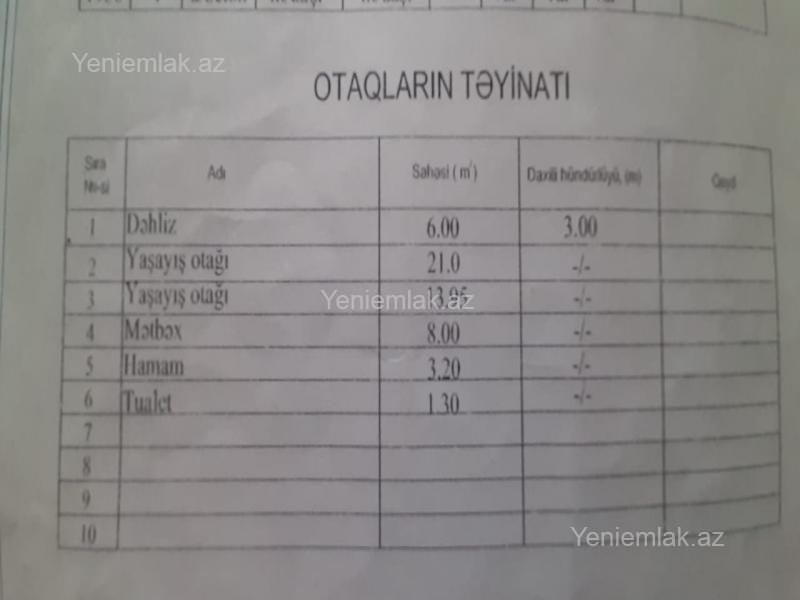 Yeniemlak.az
OTAQLARIN TƏYİNATI
Sıra №-si Adı Sahəsi ( m² ) Daxili hündürlüyü, (m) Qeyd
1 Dəhliz 6.00 3.00
2 Yaşayış otağı 21.0 -/-
3 Yaşayış otağı 13.95 -/-
Yeniemlak.az
4 Mətbəx 8.00 -/-
5 Hamam 3.20 -/-
6 Tualet 1.30 -/-
7
8
9
10
Yeniemlak.az